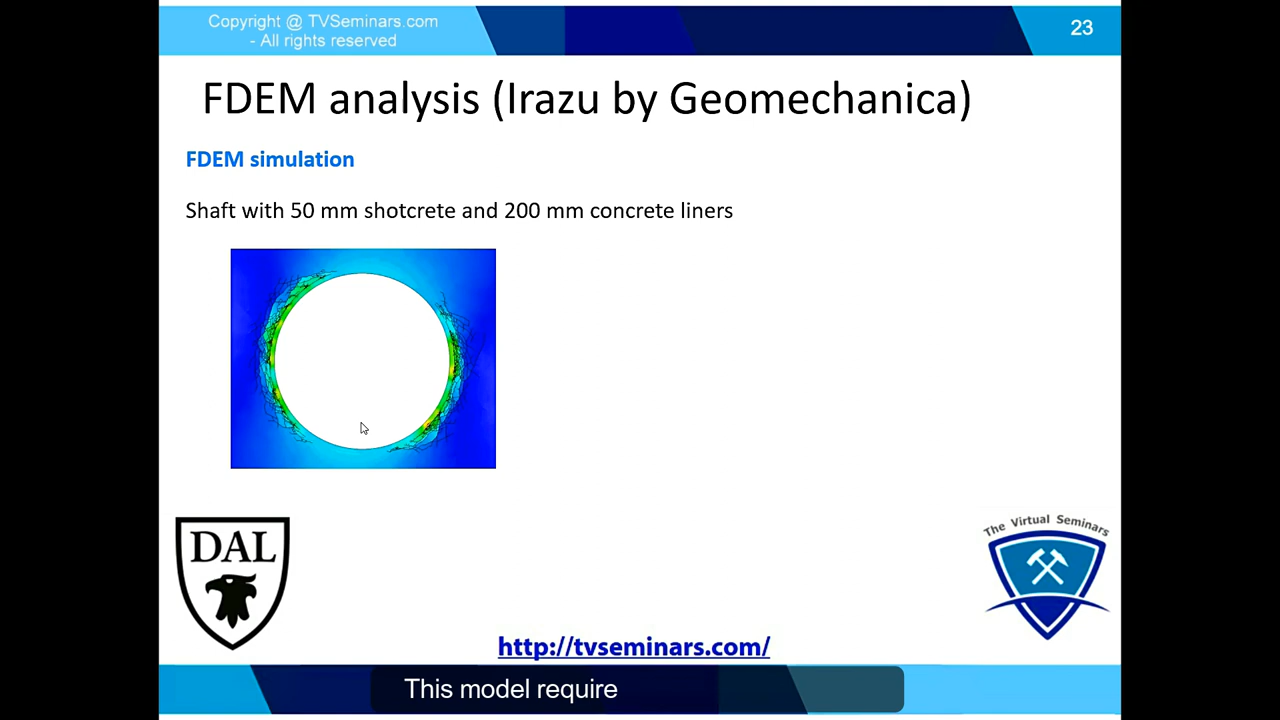 Copyright @ TVSeminars.com
- All rights reserved
23
FDEM analysis (Irazu by Geomechanica)
FDEM simulation
Shaft with 50 mm shotcrete and 200 mm concrete liners
DAL
The Virtual Seminars
http://tvseminars.com/
This model require